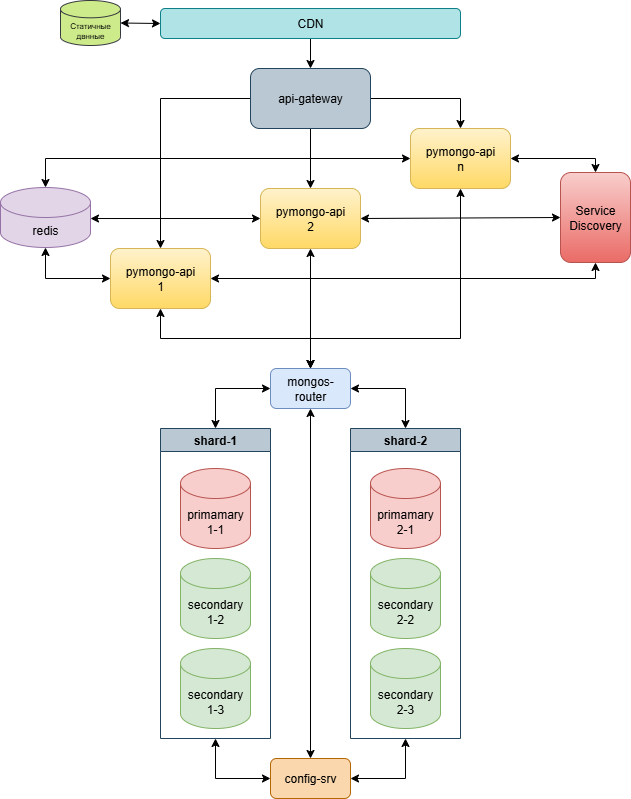 Статичные
данные
CDN
api-gateway
pymongo-api
n
pymongo-api
2
Service
Discovery
redis
pymongo-api
1
mongos-
router
shard-1
shard-2
primamary
1-1
primamary
2-1
secondary
1-2
secondary
2-2
secondary
1-3
secondary
2-3
config-srv